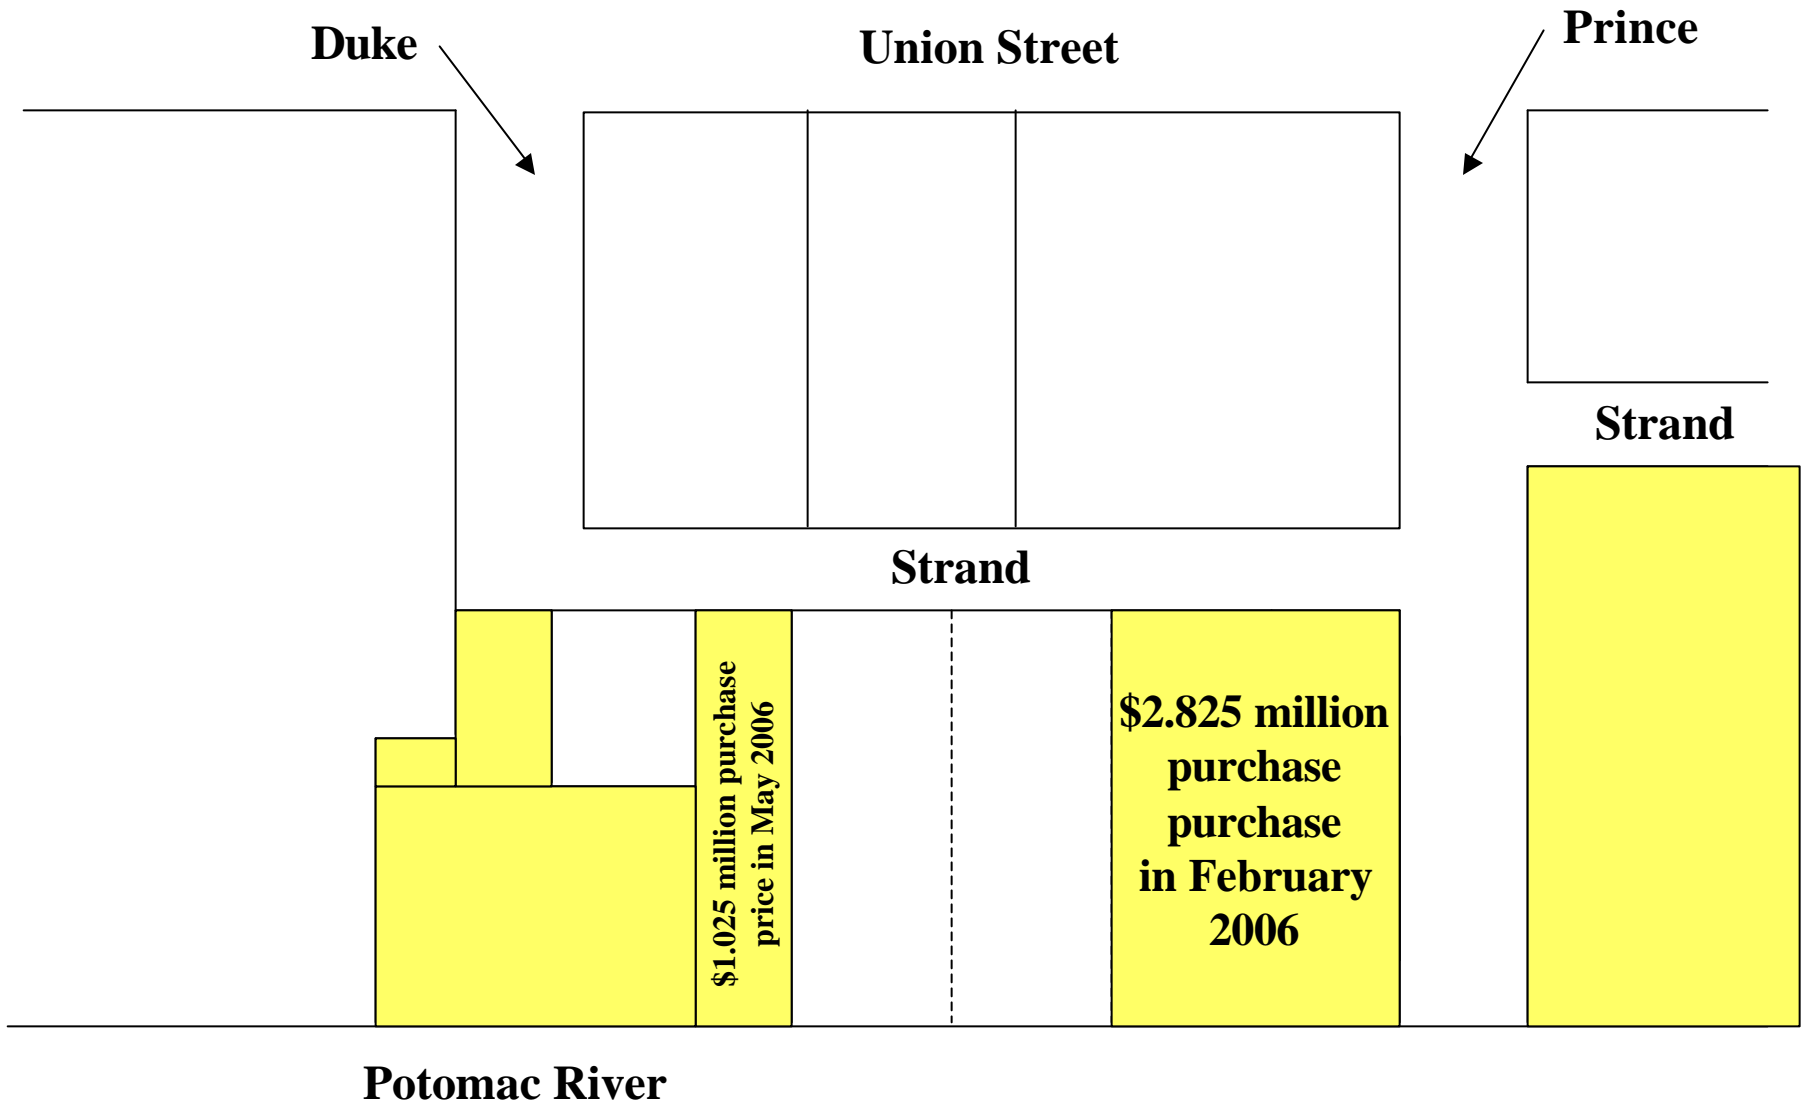 Duke
Union Street
Prince
Strand
Strand
$1.025 million purchase
price in May 2006
$2.825 million
purchase
purchase
in February
2006
Potomac River